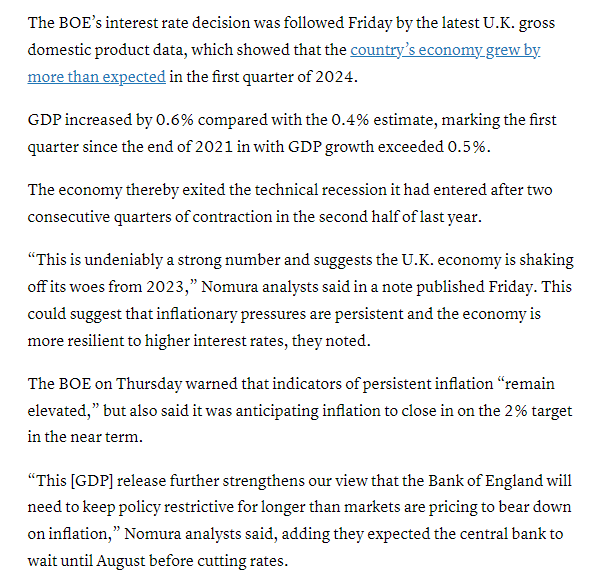 The BOE’s interest rate decision was followed Friday by the latest U.K. gross
domestic product data, which showed that the country’s economy grew by
more than expected in the first quarter of 2024.
GDP increased by 0.6% compared with the 0.4% estimate, marking the first
quarter since the end of 2021 in with GDP growth exceeded 0.5%.
The economy thereby exited the technical recession it had entered after two
consecutive quarters of contraction in the second half of last year.
“This is undeniably a strong number and suggests the U.K. economy is shaking
off its woes from 2023,” Nomura analysts said in a note published Friday. This
could suggest that inflationary pressures are persistent and the economy is
more resilient to higher interest rates, they noted.
The BOE on Thursday warned that indicators of persistent inflation “remain
elevated,” but also said it was anticipating inflation to close in on the 2% target
in the near term.
“This [GDP] release further strengthens our view that the Bank of England will
need to keep policy restrictive for longer than markets are pricing to bear down
on inflation,” Nomura analysts said, adding they expected the central bank to
wait until August before cutting rates.